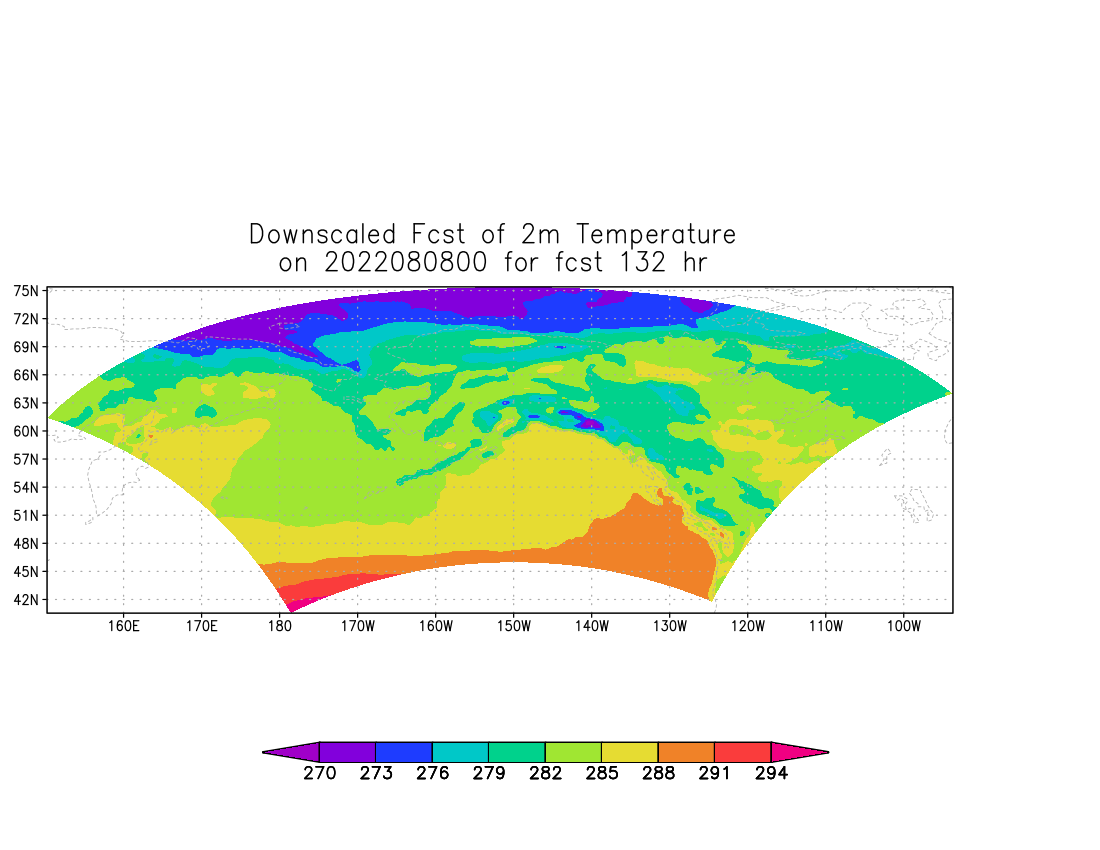 Downscaled Fcst of 2m Temperature
on 2022080800 for fcst 132 hr
75N
72N
69N
66N
63N
60N
57N
54N
51N
48N
45N
42N
160E 170E 180 170W 160W 150W 140W 130W 120W 110W 100W
270 273 276 279 282 285 288 291 294